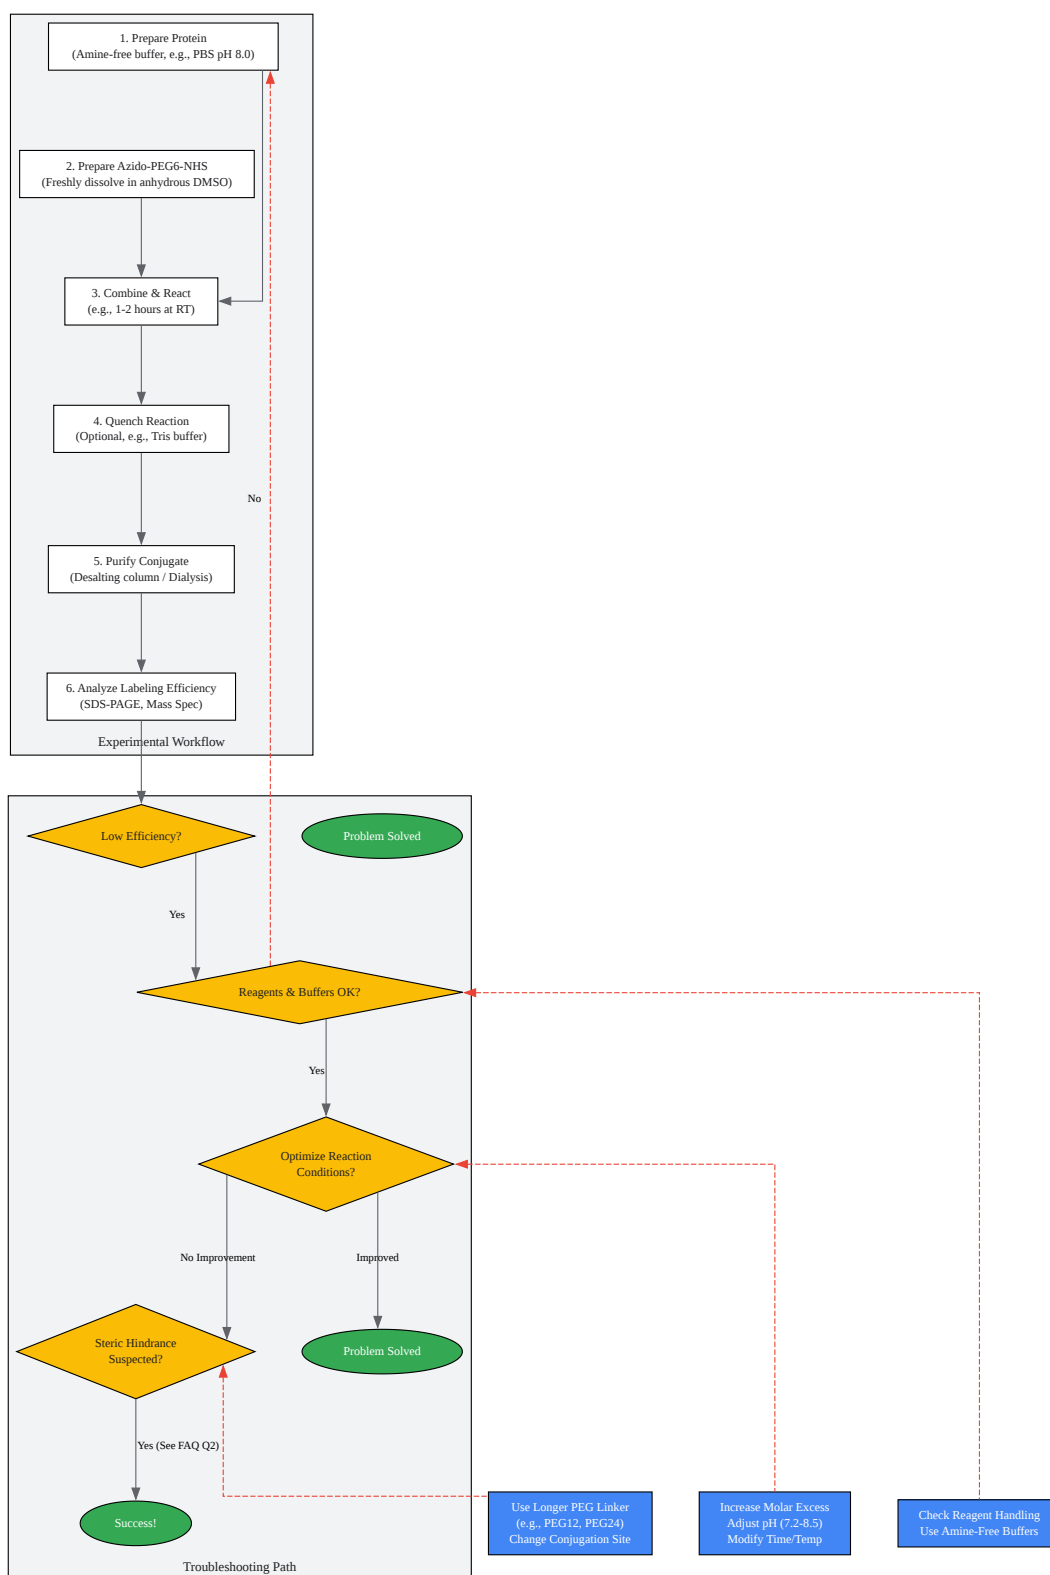 1. Prepare Protein
(Amine-free buffer, e.g., PBS pH 8.0)
2. Prepare Azido-PEG6-NHS
(Freshly dissolve in anhydrous DMSO)
3. Combine & React
(e.g., 1-2 hours at RT)
4. Quench Reaction
(Optional, e.g., Tris buffer)
No
5. Purify Conjugate
(Desalting column / Dialysis)
6. Analyze Labeling Efficiency
(SDS-PAGE, Mass Spec)
Experimental Workflow
Low Efficiency?
Problem Solved
Yes
Reagents & Buffers OK?
Yes
Optimize Reaction
Conditions?
No Improvement
Improved
Steric Hindrance
Suspected?
Problem Solved
Yes (See FAQ Q2)
Success!
Use Longer PEG Linker
(e.g., PEG12, PEG24)
Change Conjugation Site
Increase Molar Excess
Adjust pH (7.2-8.5)
Modify Time/Temp
Check Reagent Handling
Use Amine-Free Buffers
Troubleshooting Path